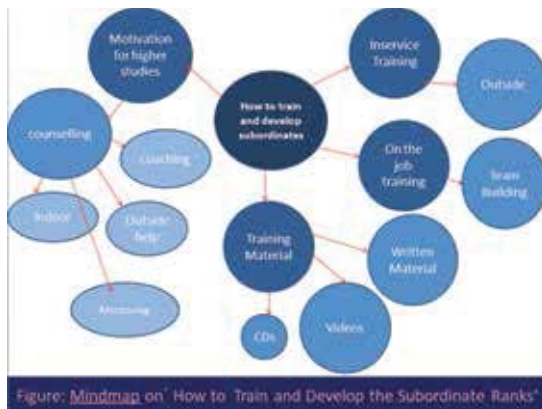 Motivation
for higher
studies
Inservice
Training
Outside
How to train
and develop
subordinates
counselling
coaching
On the
job
training
Team
Building
Indoor
Outside
help
Training
Material
Written
Material
CDs
Videos
Figure: Mindmap on' How to Train and Develop the Subordinate Ranks'